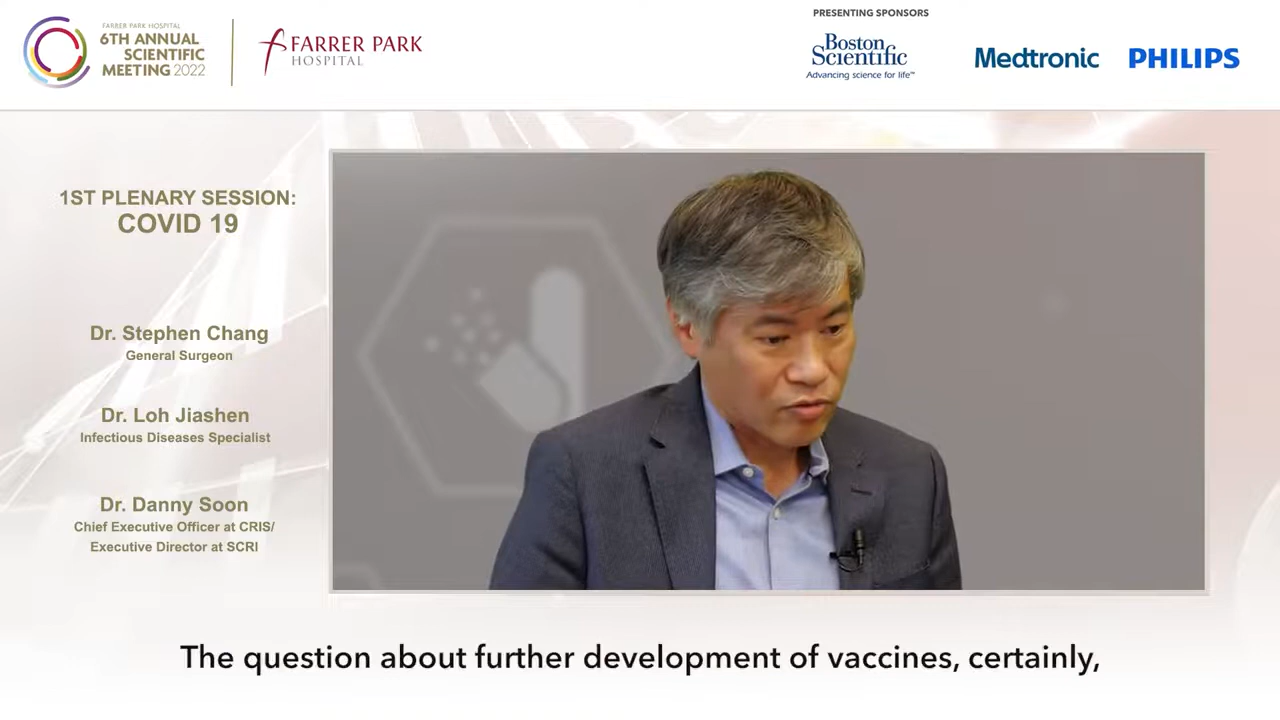 FARRER PARK HOSPITAL
6TH ANNUAL
SCIENTIFIC
MEETING 2022
FARRER PARK
HOSPITAL
PRESENTING SPONSORS
Boston
Scientific
Advancing science for life™
Medtronic
PHILIPS
1ST PLENARY SESSION:
COVID 19
Dr. Stephen Chang
General Surgeon
Dr. Loh Jiashen
Infectious Diseases Specialist
Dr. Danny Soon
Chief Executive Officer at CRIS/
Executive Director at SCRI
The question about further development of vaccines, certainly,